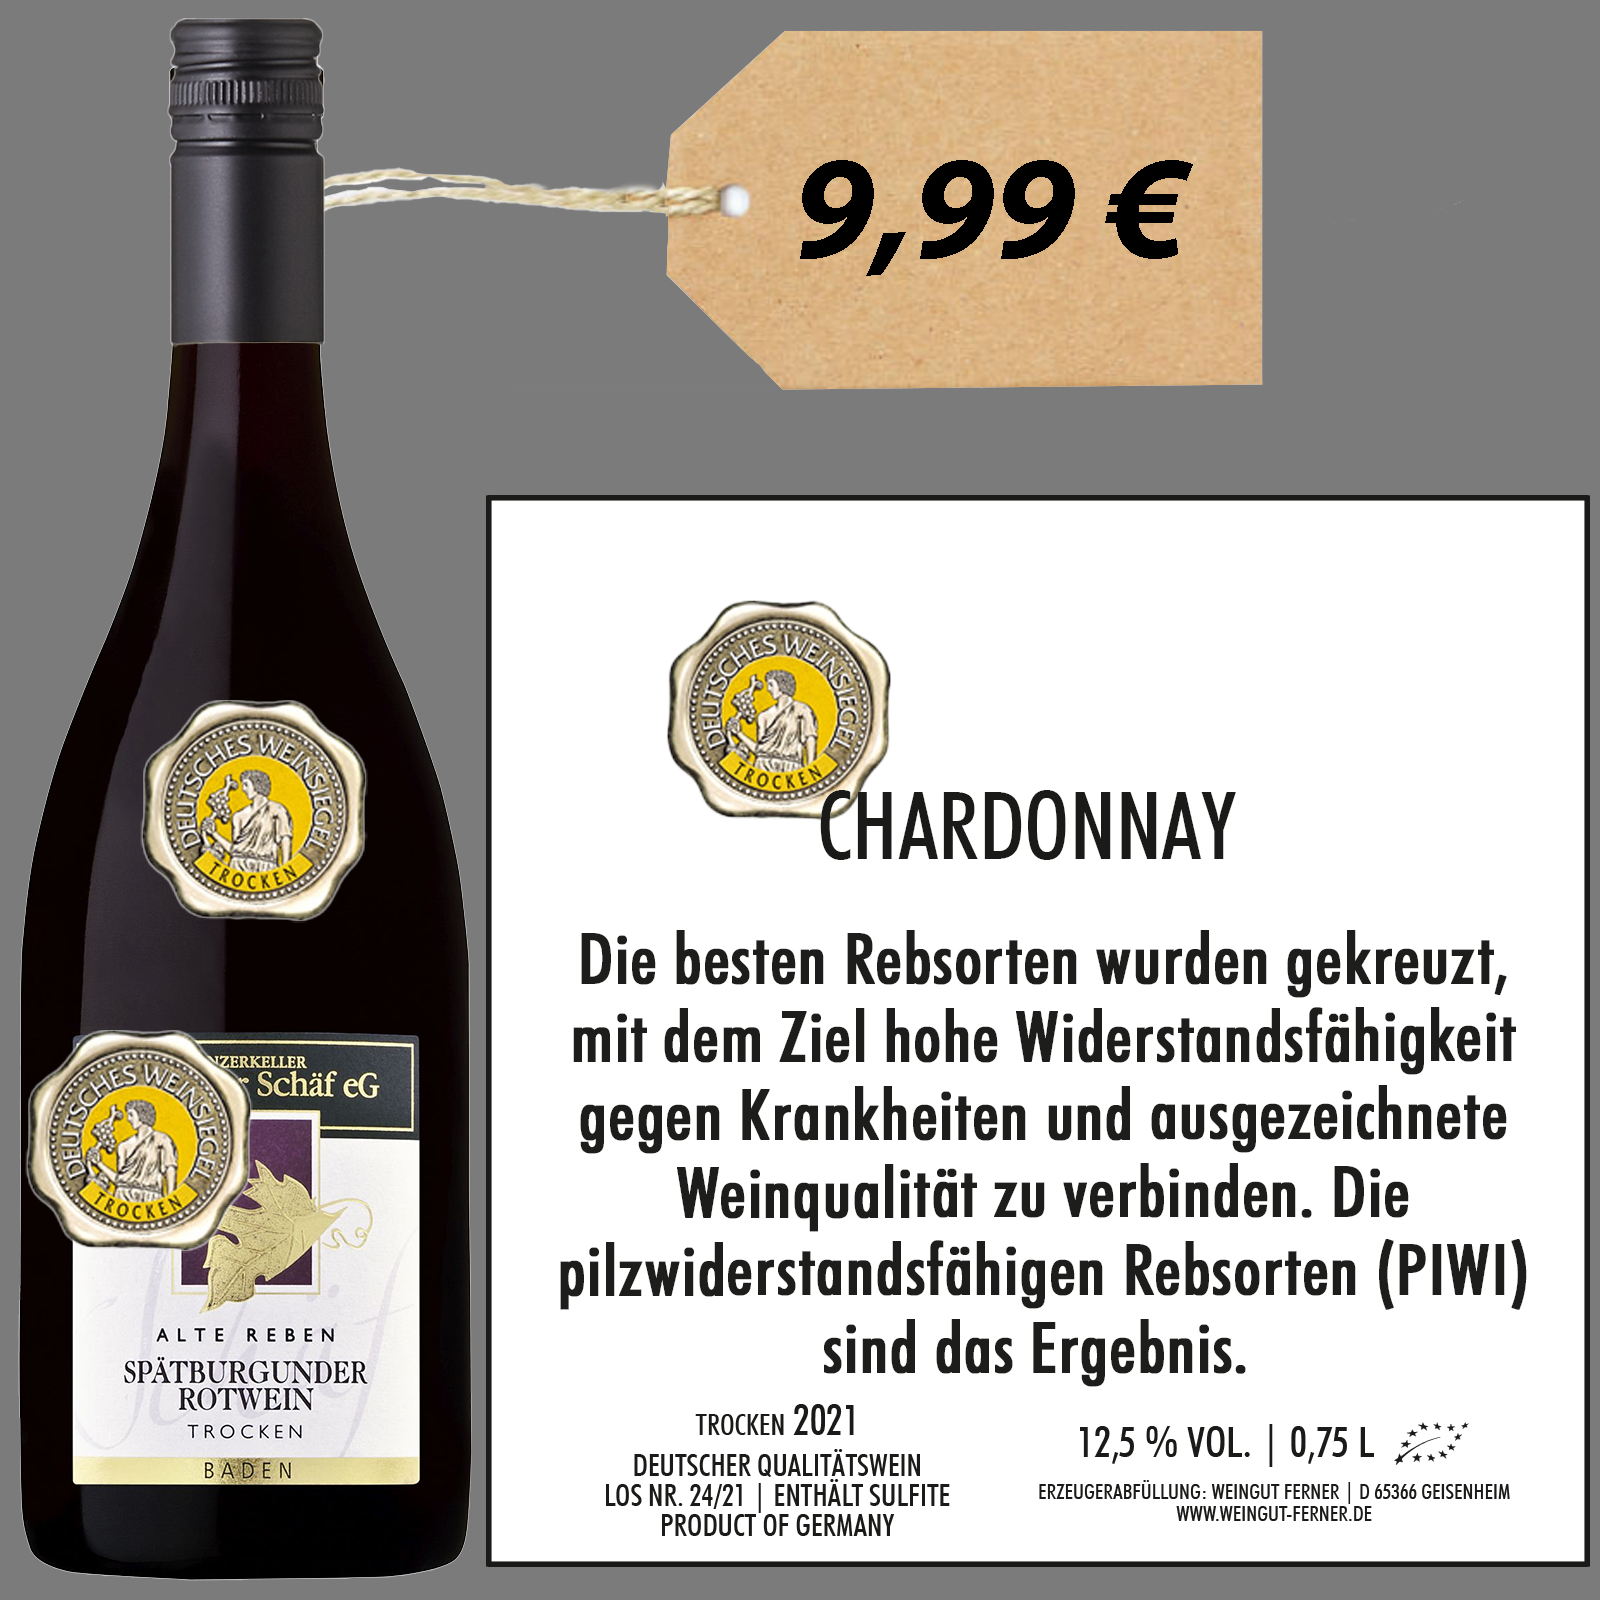 9,99 €
DEUTSCHES WEINSIEGEL
TROCKEN
DEUTSCHES WEINSIEGEL
TROCKEN
NZERKELLER
r Schäf eG
DEUTSCHES WEINSIEGEL
TROCKEN
ALTE REBEN
SPÄTBURGUNDER
ROTWEIN
TROCKEN
BADEN
CHARDONNAY
Die besten Rebsorten wurden gekreuzt,
mit dem Ziel hohe Widerstandsfähigkeit
gegen Krankheiten und ausgezeichnete
Weinqualität zu verbinden. Die
pilzwiderstandsfähigen Rebsorten (PIWI)
sind das Ergebnis.
TROCKEN 2021
DEUTSCHER QUALITÄTSWEIN
LOS NR. 24/21 | ENTHÄLT SULFITE
PRODUCT OF GERMANY
12,5 % VOL. | 0,75 L
ERZEUGERABFÜLLUNG: WEINGUT FERNER | D 65366 GEISENHEIM
WWW.WEINGUT-FERNER.DE